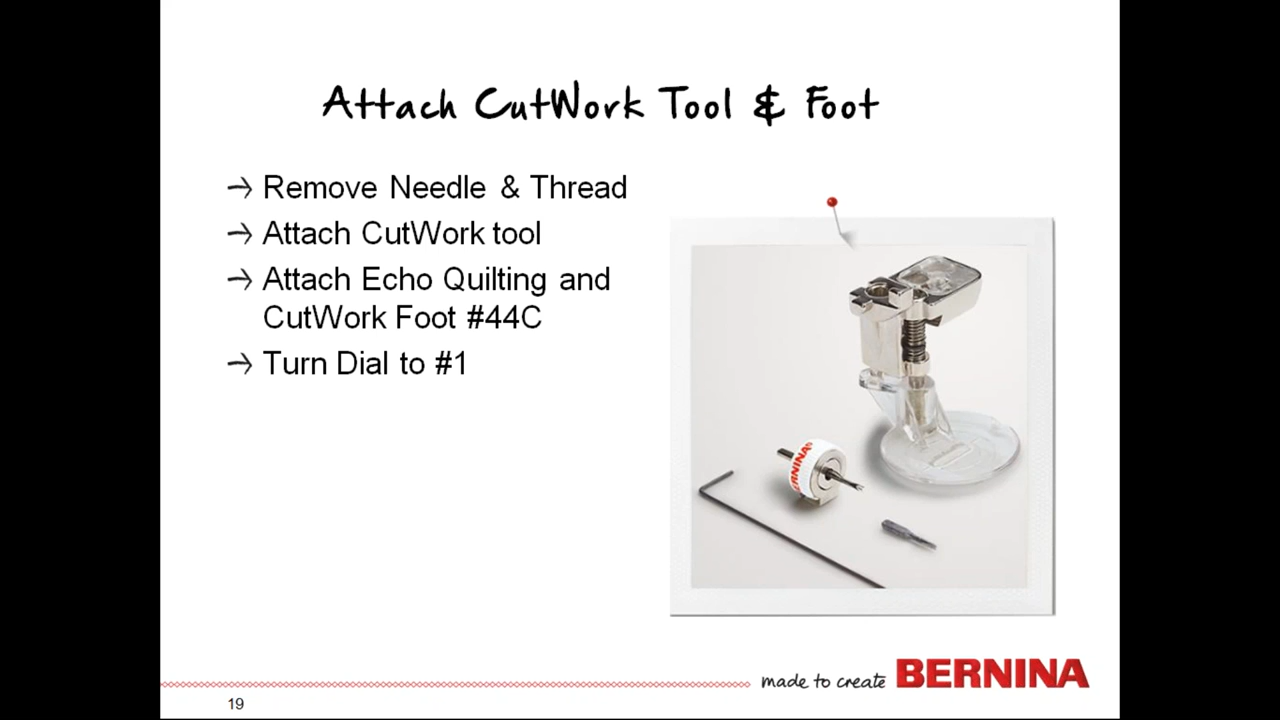 Attach CutWork Tool & Foot
→ Remove Needle & Thread
→ Attach CutWork tool
→ Attach Echo Quilting and
CutWork Foot #44C
→ Turn Dial to #1
BERNINA
made to create BERNINA
19